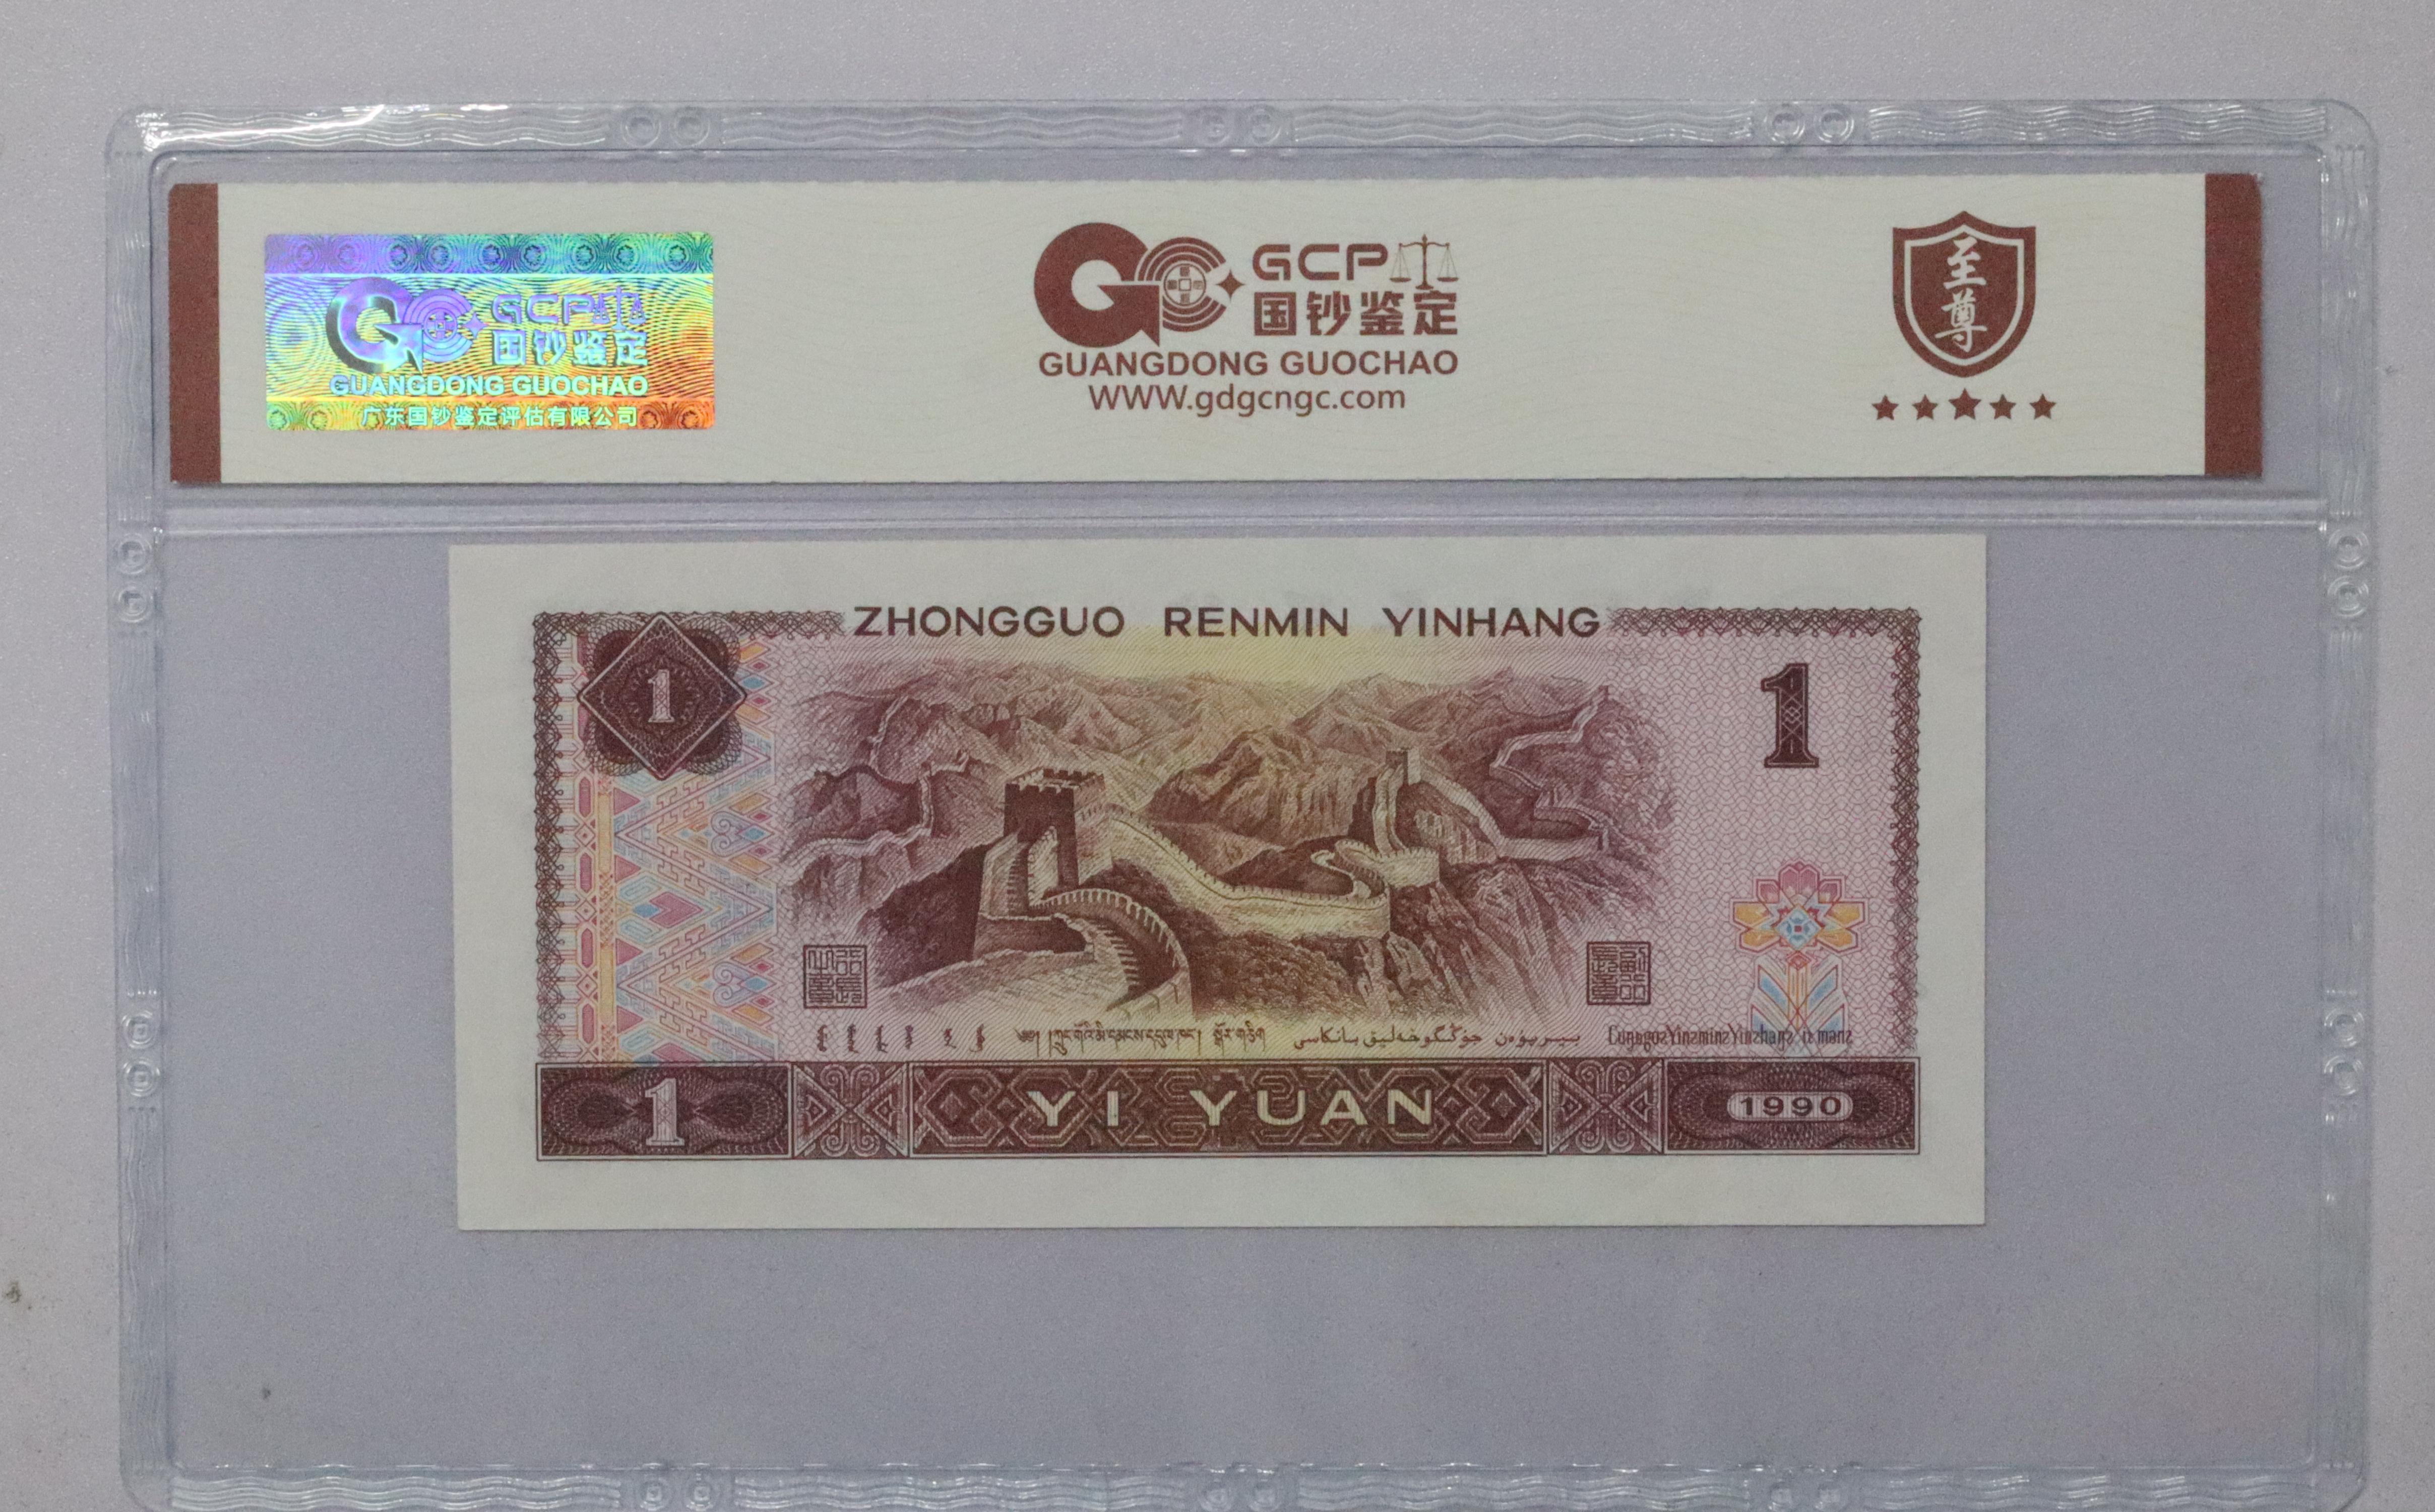 GCP
国钞鉴定
GUANGDONG GUOCHAO
广东国钞鉴定评估有限公司
GCP
国钞鉴定
GUANGDONG GUOCHAO
WWW.gdgcngc.com
至尊
ZHONGGUO RENMIN YINHANG
1
1
1 YI YUAN 1990